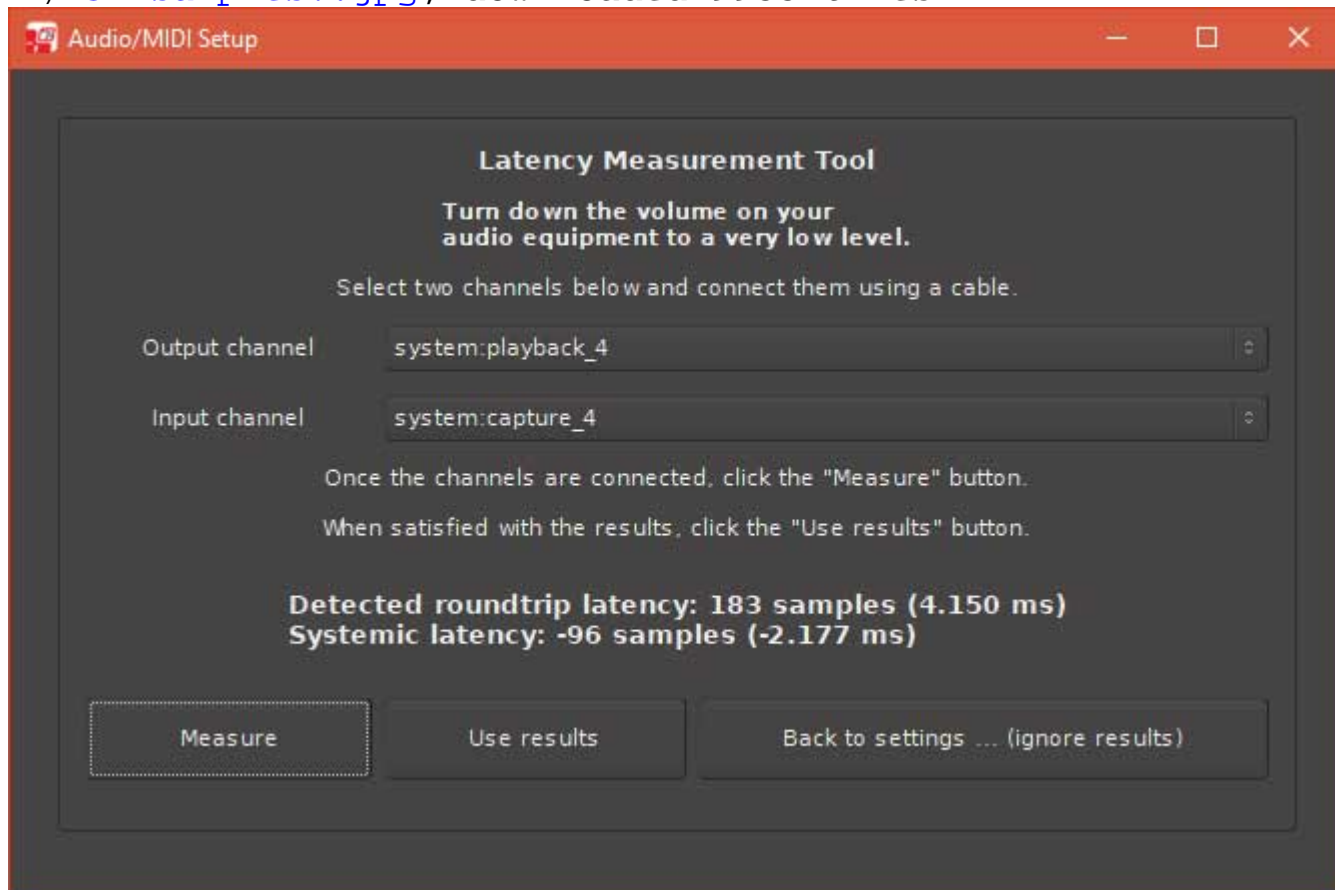 Audio/MIDI Setup
Latency Measurement Tool
Turn down the volume on your
audio equipment to a very low level.
Select two channels below and connect them using a cable.
Output channel system:playback_4
Input channel system:capture_4
Once the channels are connected, click the "Measure" button.
When satisfied with the results, click the "Use results" button.
Detected roundtrip latency: 183 samples (4.150 ms)
Systemic latency: -96 samples (-2.177 ms)
Measure Use results Back to settings ... (ignore results)